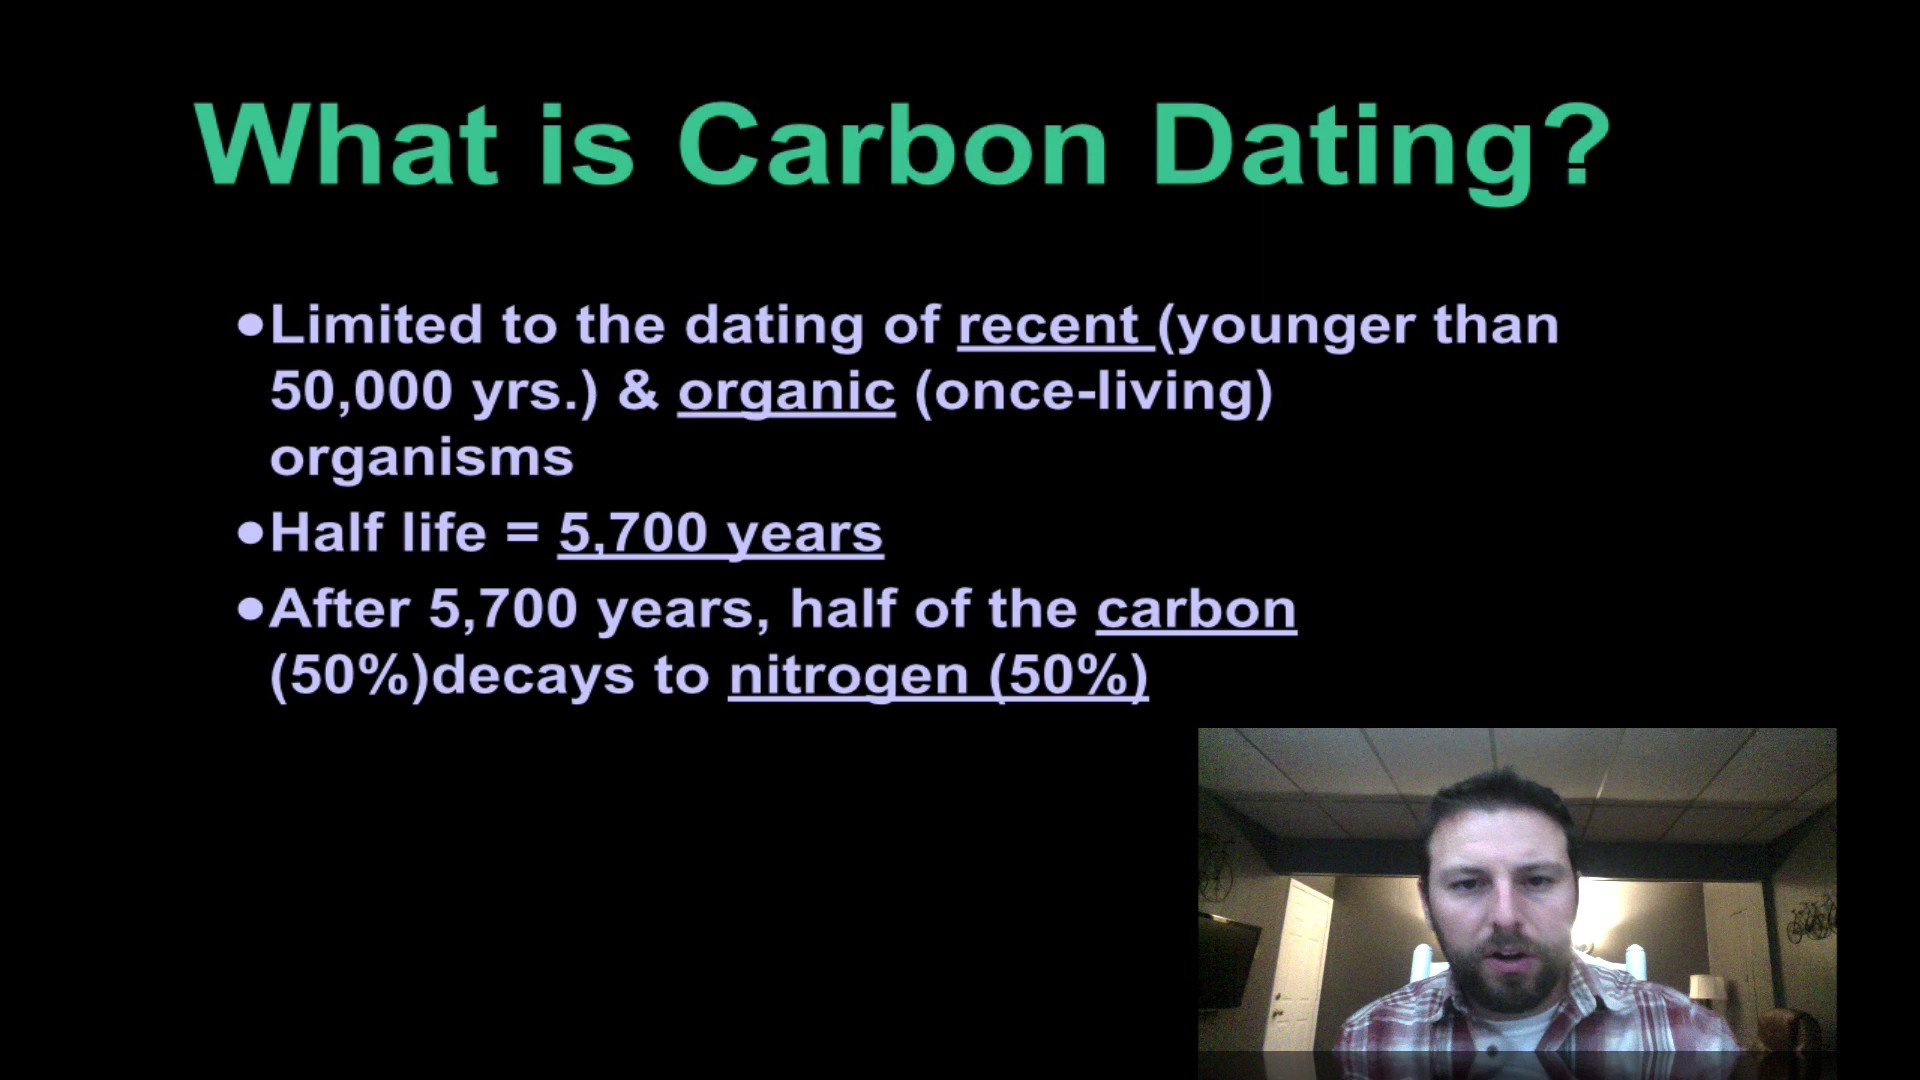 What is Carbon Dating?
•Limited to the dating of recent (younger than
50,000 yrs.) & organic (once-living)
organisms
•Half life = 5,700 years
•After 5,700 years, half of the carbon
(50%)decays to nitrogen (50%)